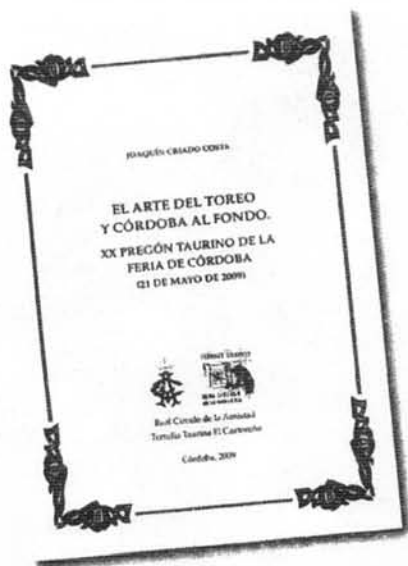 JOAQUÍN CRIADO COSTA
EL ARTE DEL TOREO
Y CÓRDOBA AL FONDO.
XX PREGÓN TAURINO DE LA
FERIA DE CÓRDOBA
(21 DE MAYO DE 2009)
Real Círculo de la Amistad
Tertulia Taurina El
Córdoba, 2009